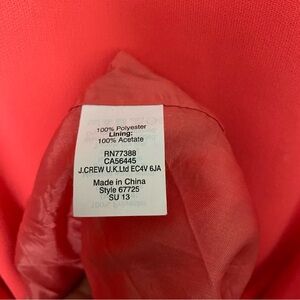 100% Polyester
Lining:
100% Acetate
RN77388
CA56445
J.CREW U.K.Ltd EC4V 6JA
Made in China
Style 67725
SU 13